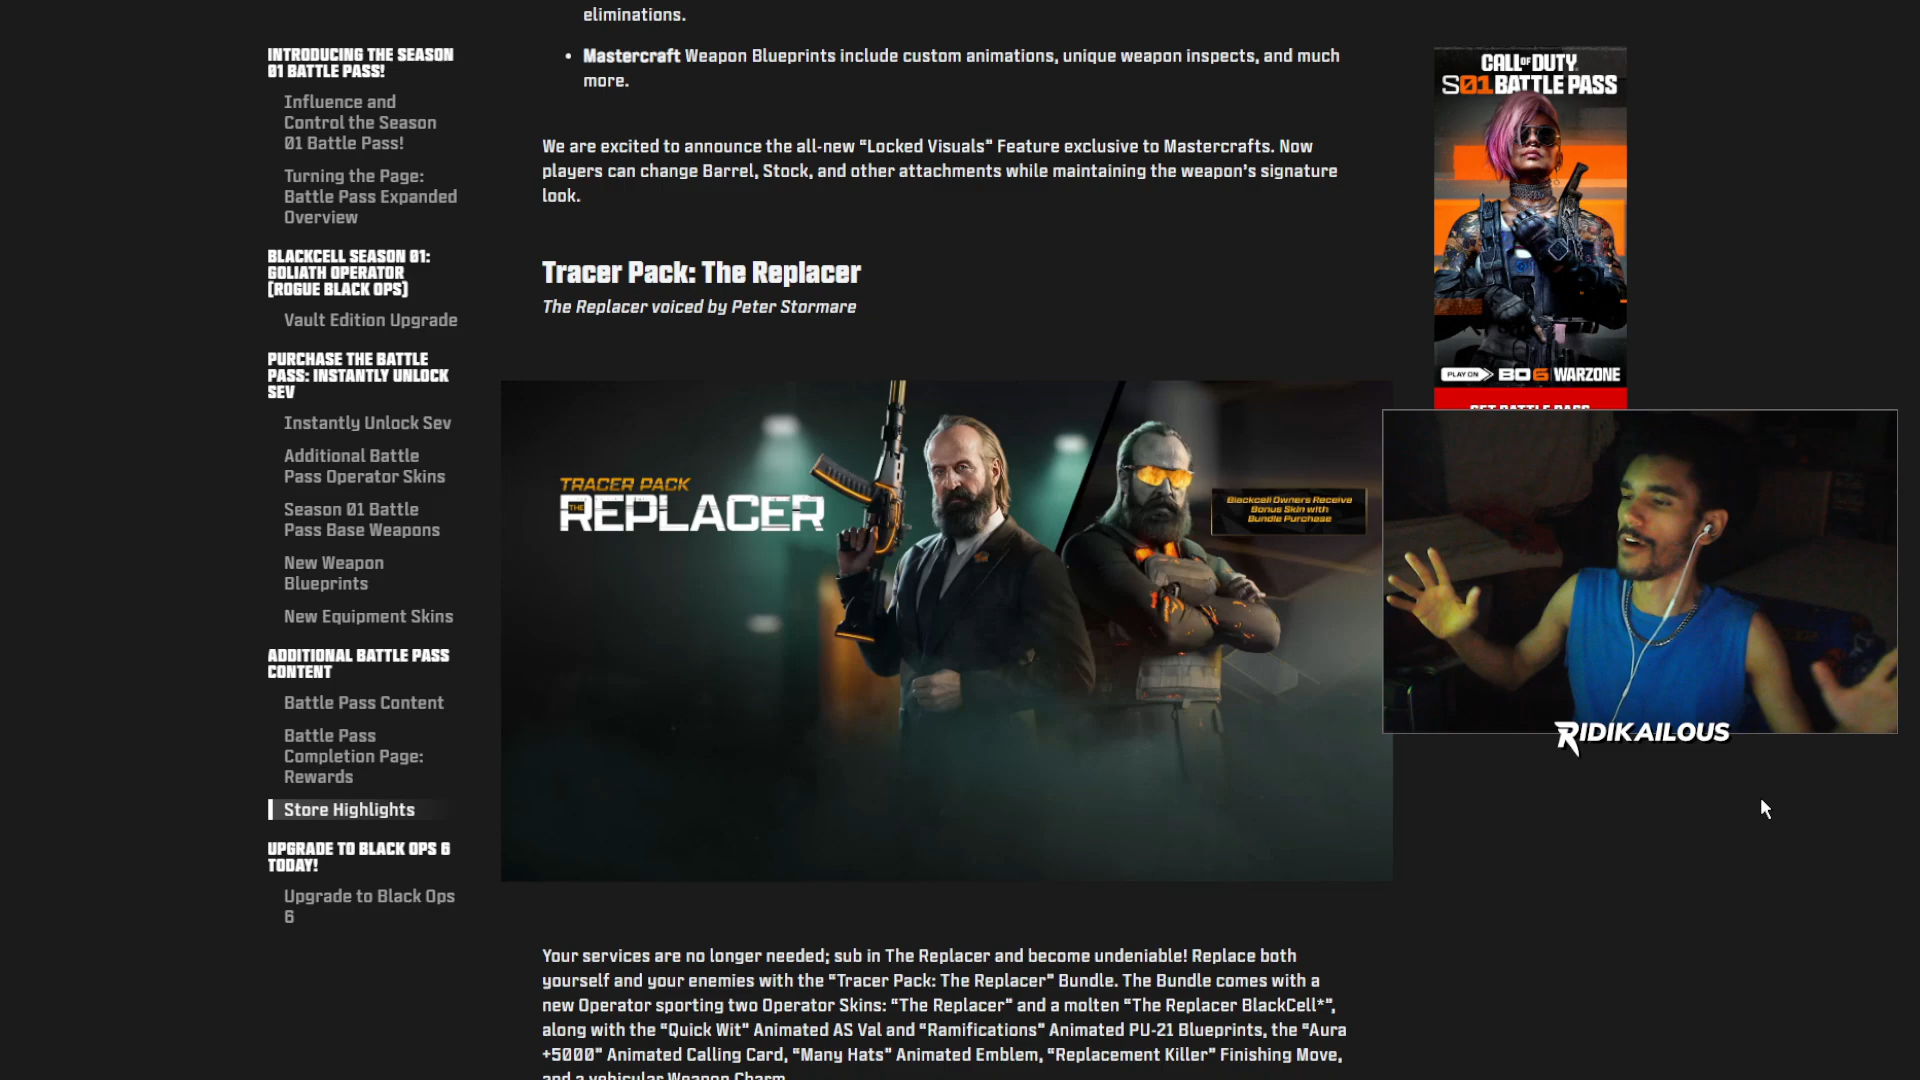 INTRODUCING THE SEASON
01 BATTLE PASS!
Influence and
Control the Season
01 Battle Pass!
Turning the Page:
Battle Pass Expanded
Overview
BLACKCELL SEASON 01:
GOLIATH OPERATOR
(ROGUE BLACK OPS)
Vault Edition Upgrade
PURCHASE THE BATTLE
PASS: INSTANTLY UNLOCK
SEV
Instantly Unlock Sev
Additional Battle
Pass Operator Skins
Season 01 Battle
Pass Base Weapons
New Weapon
Blueprints
New Equipment Skins
ADDITIONAL BATTLE PASS
CONTENT
Battle Pass Content
Battle Pass
Completion Page:
Rewards
Store Highlights
UPGRADE TO BLACK OPS 6
TODAY!
Upgrade to Black Ops
6
eliminations.
• Mastercraft Weapon Blueprints include custom animations, unique weapon inspects, and much
more.
We are excited to announce the all-new “Locked Visuals” Feature exclusive to Mastercrafts. Now
players can change Barrel, Stock, and other attachments while maintaining the weapon’s signature
look.
Tracer Pack: The Replacer
The Replacer voiced by Peter Stormare
TRACER PACK
THE REPLACER
Blackcell Owners Receive
Bonus Skin with
Bundle Purchase
Your services are no longer needed; sub in The Replacer and become undeniable! Replace both
yourself and your enemies with the “Tracer Pack: The Replacer” Bundle. The Bundle comes with a
new Operator sporting two Operator Skins: “The Replacer” and a molten “The Replacer BlackCell*”,
along with the “Quick Wit” Animated AS Val and “Ramifications” Animated PU-21 Blueprints, the “Aura
+5000” Animated Calling Card, “Many Hats” Animated Emblem, “Replacement Killer” Finishing Move,
and a vehicular Weapon Charm.
CALL OF DUTY
S01 BATTLE PASS
PLAY ON BO6 WARZONE
GET BATTLE PASS
RIDIKAILOUS